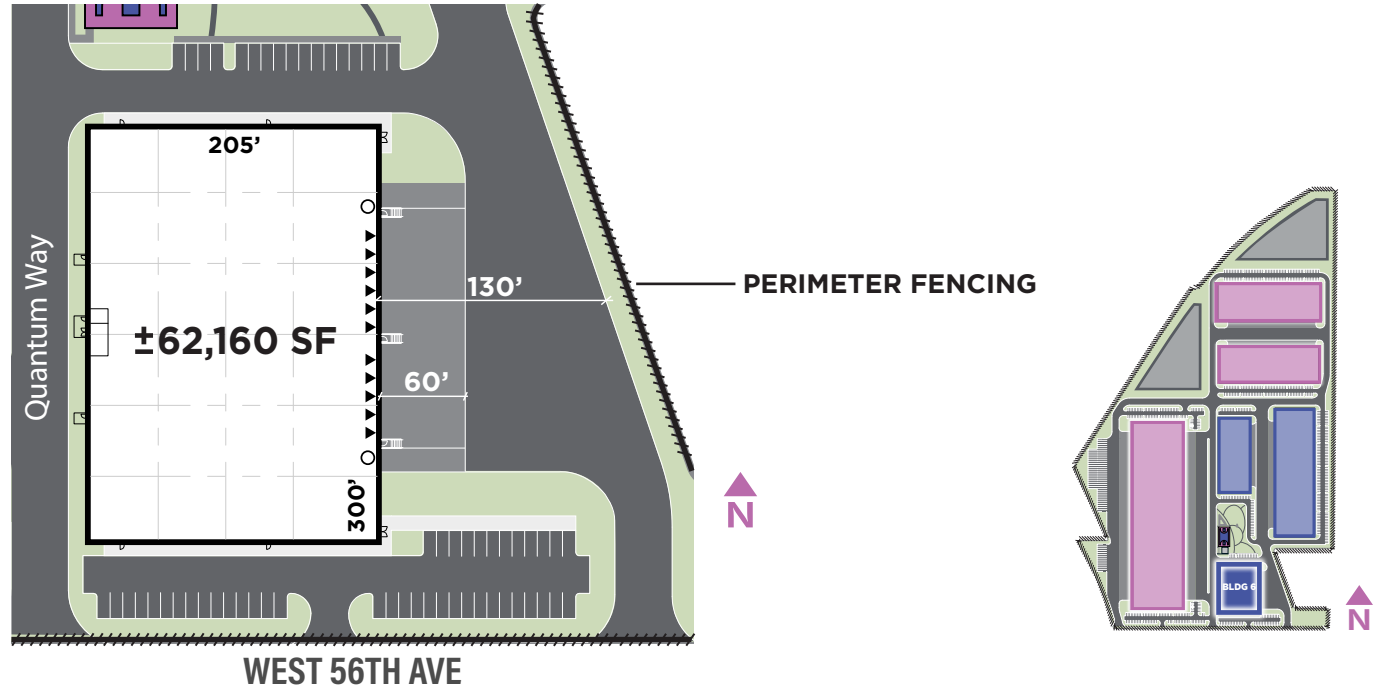 205’
Quantum Way
130’
PERIMETER FENCING
±62,160 SF
60’
300’
N
BLDG 6
N
WEST 56TH AVE